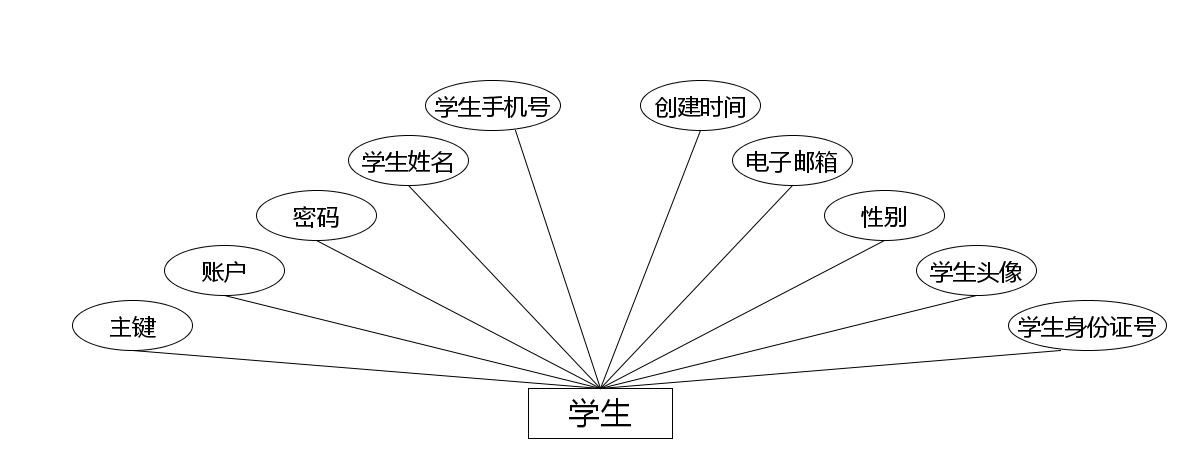 学生手机号
创建时间
学生姓名
电子邮箱
密码
性别
账户
学生头像
主键
学生身份证号
学生